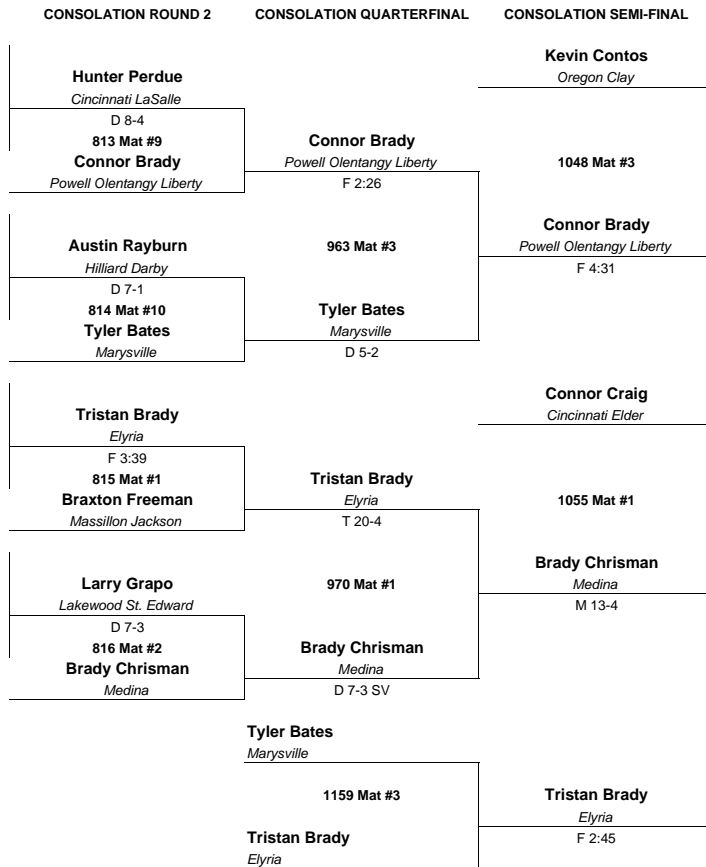 CONSOLATION ROUND 2
CONSOLATION QUARTERFINAL
CONSOLATION SEMI-FINAL
Hunter Perdue
Cincinnati LaSalle
D 8-4
813 Mat #9
Connor Brady
Powell Olentangy Liberty
Austin Rayburn
Hilliard Darby
D 7-1
814 Mat #10
Tyler Bates
Marysville
Tristan Brady
Elyria
F 3:39
815 Mat #1
Braxton Freeman
Massillon Jackson
Larry Grapo
Lakewood St. Edward
D 7-3
816 Mat #2
Brady Chrisman
Medina
Connor Brady
Powell Olentangy Liberty
F 2:26
963 Mat #3
Tyler Bates
Marysville
D 5-2
Tristan Brady
Elyria
T 20-4
970 Mat #1
Brady Chrisman
Medina
D 7-3 SV
Kevin Contos
Oregon Clay
1048 Mat #3
Connor Brady
Powell Olentangy Liberty
F 4:31
Connor Craig
Cincinnati Elder
1055 Mat #1
Brady Chrisman
Medina
M 13-4
Tyler Bates
Marysville
1159 Mat #3
Tristan Brady
Elyria
Tristan Brady
Elyria
F 2:45